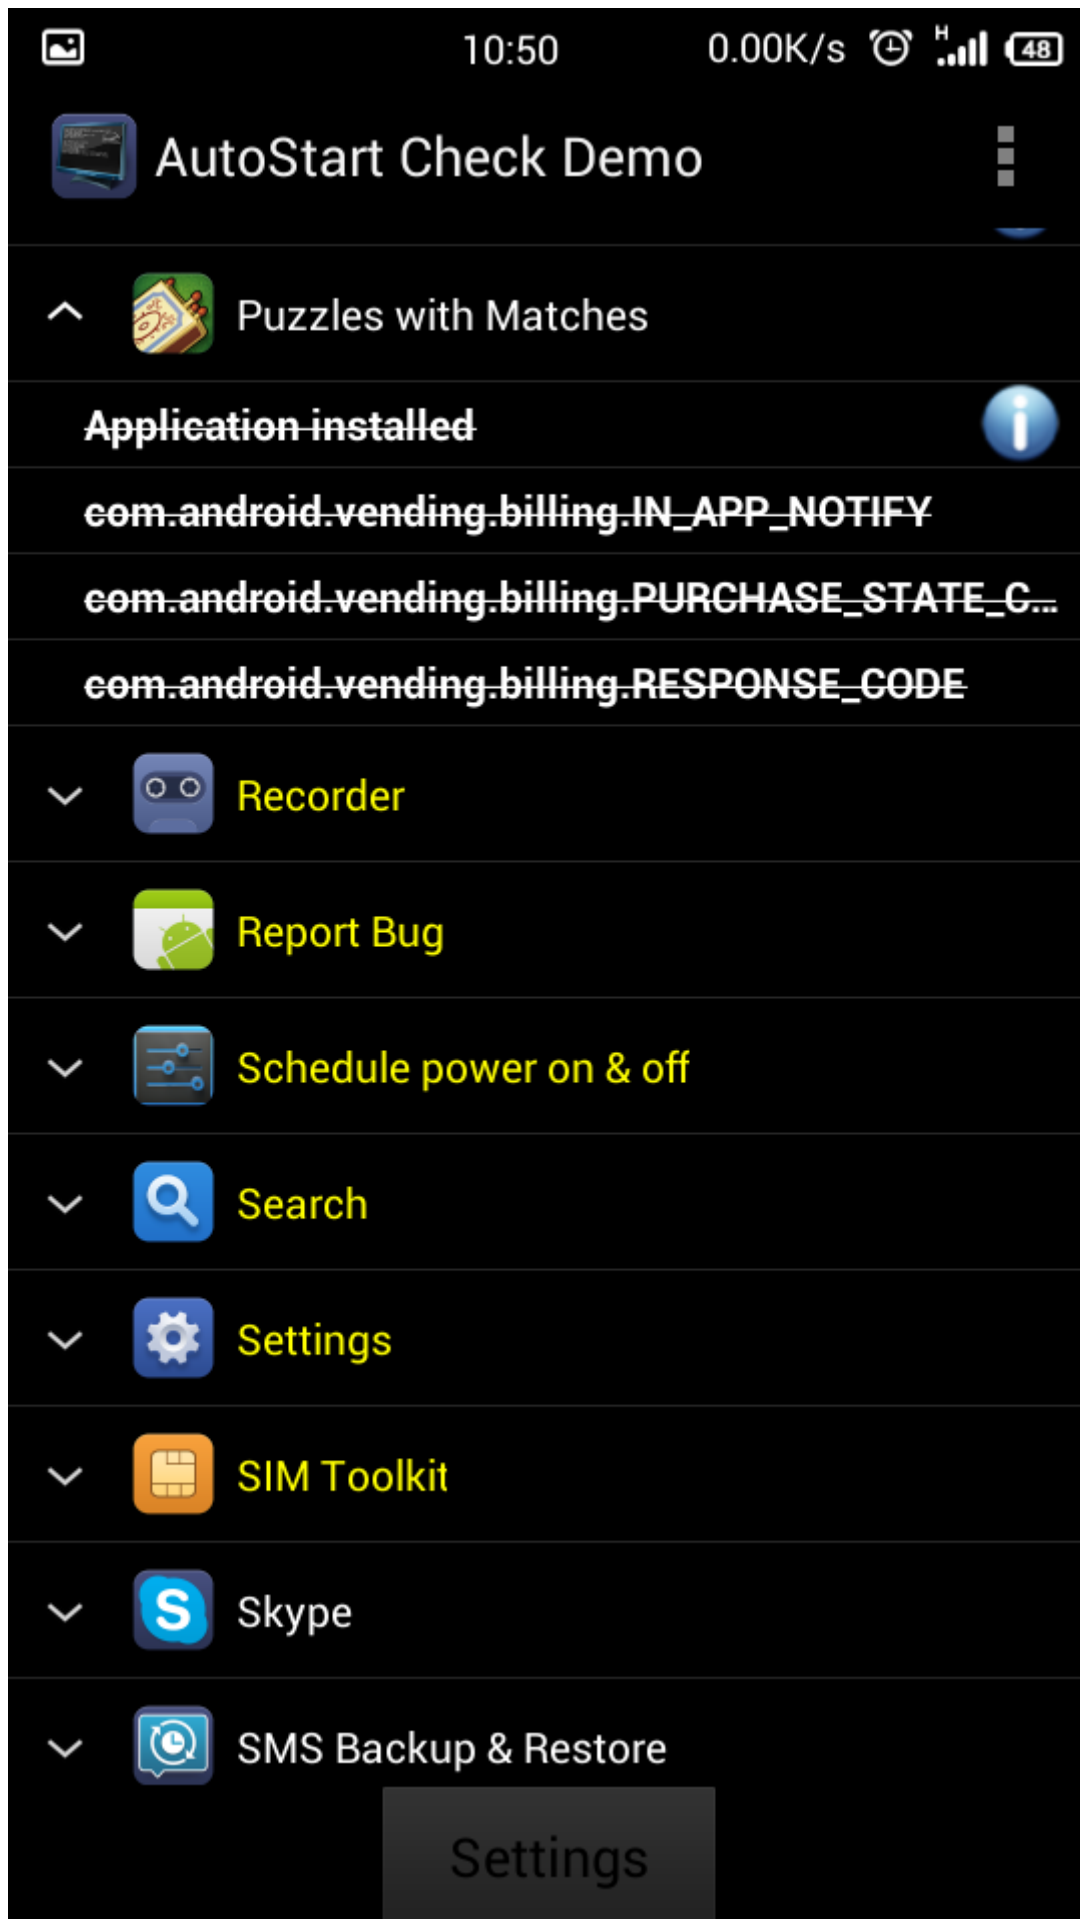 10:50 0.00K/s H 48
AutoStart Check Demo
Puzzles with Matches
Application installed
com.android.vending.billing.IN_APP_NOTIFY
com.android.vending.billing.PURCHASE_STATE_C...
com.android.vending.billing.RESPONSE_CODE
Recorder
Report Bug
Schedule power on & off
Search
Settings
SIM Toolkit
Skype
SMS Backup & Restore
Settings